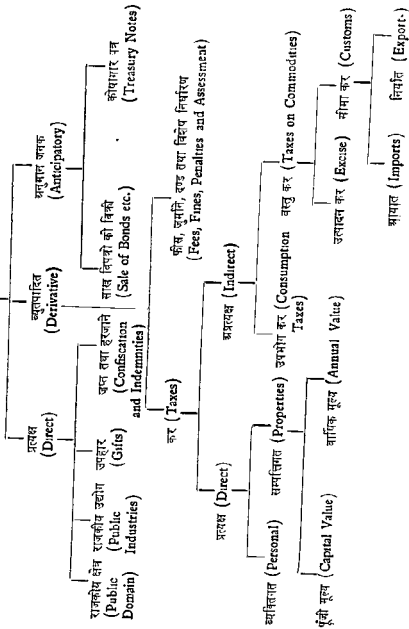 प्रत्यक्ष
(Direct)
व्युत्पादित
(Derivative)
अनुमान जनक
(Anticipatory)
राजकीय क्षेत्र
(Public
Domain)
राजकीय उद्योग
(Public
Industries)
उपहार
(Gifts)
जप्त तथा हरजाने
(Confiscation
and Indemnities)
साख विपत्रों की बिक्री
(Sale of Bonds etc.)
कोषागार पत्र
(Treasury Notes)
कर (Taxes)
फीस, जुर्माने, दण्ड तथा विशेष निर्धारण
(Fees, Fines, Penalties and Assessment)
प्रत्यक्ष (Direct)
अप्रत्यक्ष (Indirect)
व्यक्तिगत (Personal)
सम्पत्तिगत (Properties)
उपभोग कर (Consumption
Taxes)
वस्तु कर (Taxes on Commodities)
पूंजी मूल्य (Capital Value)
वार्षिक मूल्य (Annual Value)
उत्पादन कर (Excise)
सीमा कर (Customs)
आयात (Imports)
निर्यात (Export-)